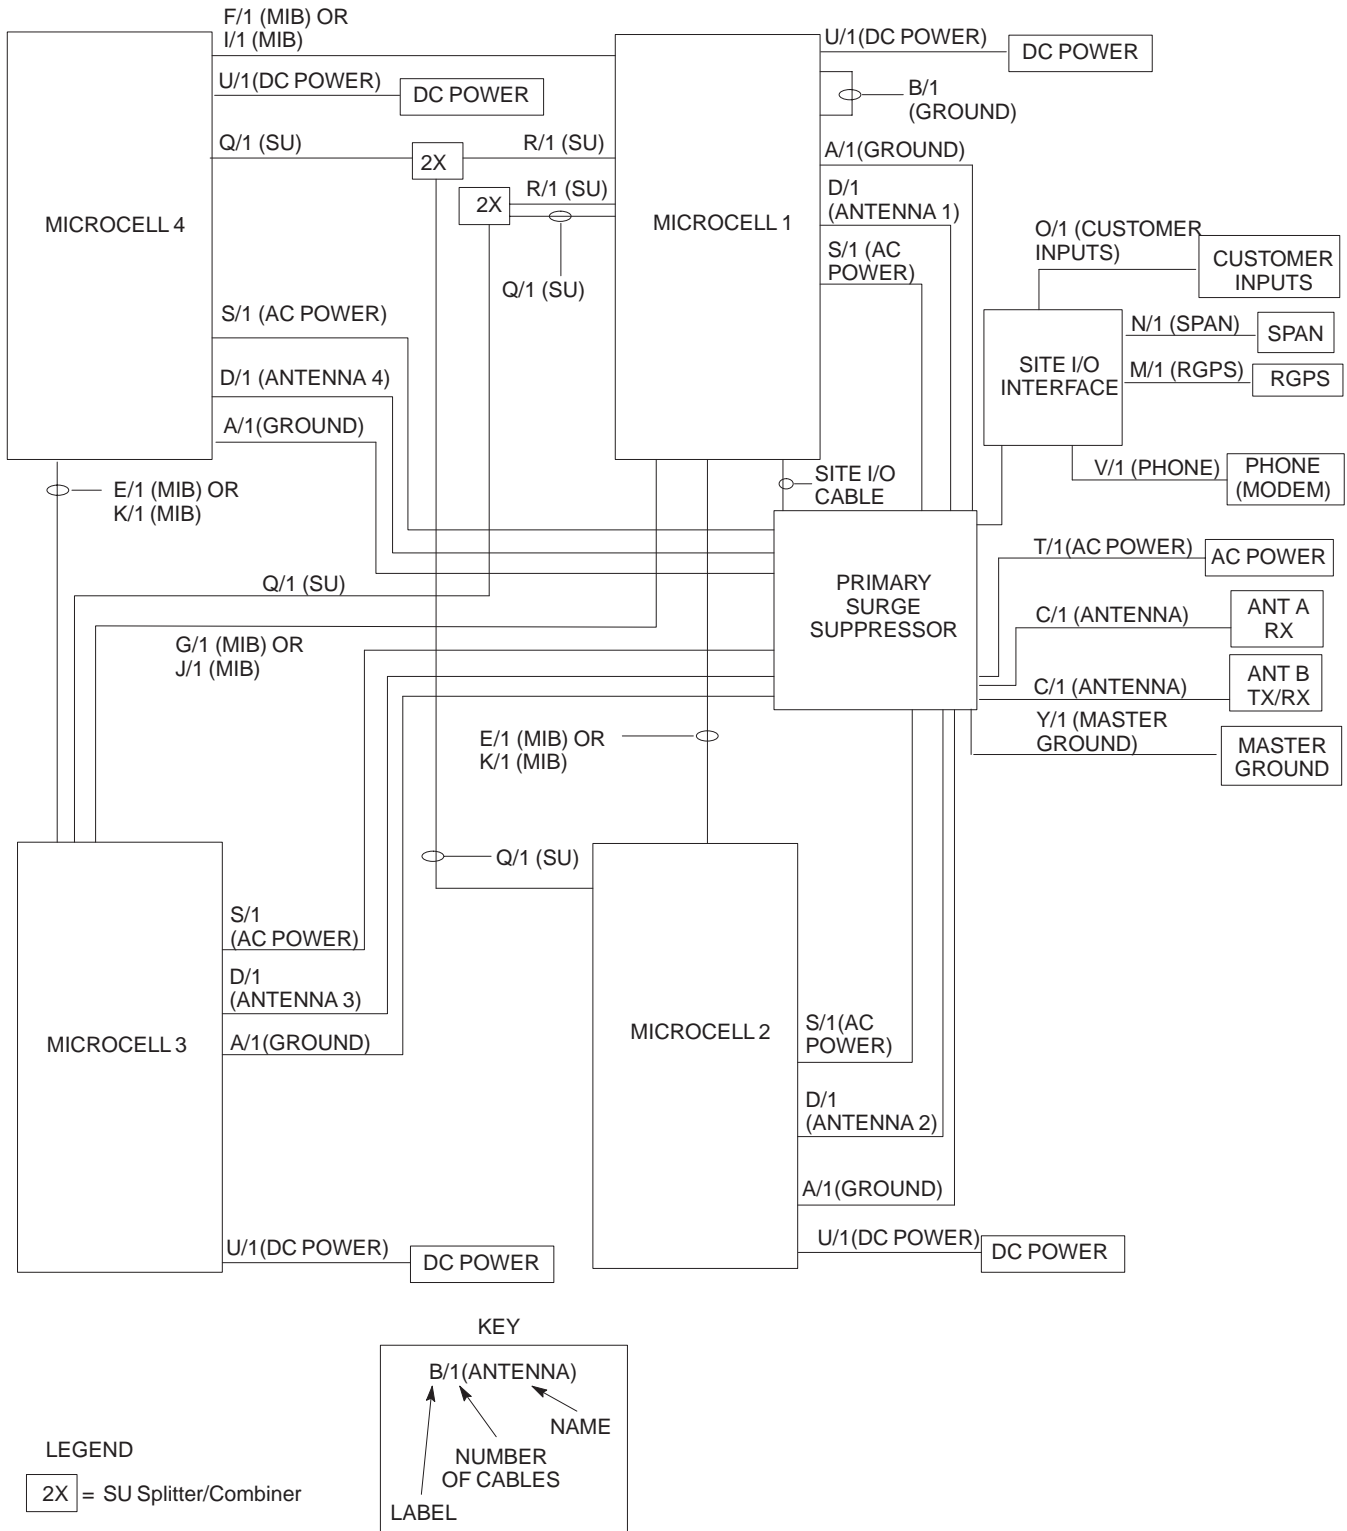 F/1 (MIB) OR
I/1 (MIB)
U/1(DC POWER)
DC POWER
U/1(DC POWER)
DC POWER
B/1
(GROUND)
Q/1 (SU)
2X
R/1 (SU)
A/1(GROUND)
R/1 (SU)
2X
D/1
(ANTENNA 1)
MICROCELL 4
MICROCELL 1
O/1 (CUSTOMER
INPUTS)
CUSTOMER
INPUTS
S/1 (AC
POWER)
Q/1 (SU)
S/1 (AC POWER)
N/1 (SPAN)
SPAN
SITE I/O
INTERFACE
M/1 (RGPS)
RGPS
D/1 (ANTENNA 4)
A/1(GROUND)
SITE I/O
CABLE
V/1 (PHONE)
PHONE
(MODEM)
E/1 (MIB) OR
K/1 (MIB)
T/1(AC POWER)
AC POWER
Q/1 (SU)
PRIMARY
SURGE
SUPPRESSOR
C/1 (ANTENNA)
ANT A
RX
G/1 (MIB) OR
J/1 (MIB)
C/1 (ANTENNA)
ANT B
TX/RX
E/1 (MIB) OR
K/1 (MIB)
Y/1 (MASTER
GROUND)
MASTER
GROUND
Q/1 (SU)
S/1
(AC POWER)
D/1
(ANTENNA 3)
MICROCELL 3
A/1(GROUND)
MICROCELL 2
S/1(AC
POWER)
D/1
(ANTENNA 2)
A/1(GROUND)
U/1(DC POWER)
DC POWER
U/1(DC POWER)
DC POWER
KEY
B/1(ANTENNA)
NAME
NUMBER
OF CABLES
LABEL
LEGEND
2X = SU Splitter/Combiner